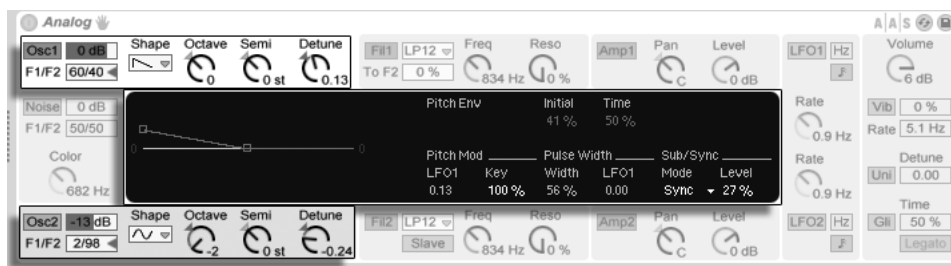 Analog
A|A|S
Osc1 0 dB Shape Octave Semi Detune Fil1 LP12 Freq Reso Amp1 Pan Level LFO1 Hz Volume
F1/F2 60/40 0 0 st 0.13 To F2 0 % 834 Hz 0 % C 0 dB -6 dB
Noise 0 dB Pitch Env Initial Time Rate Vib 0 %
41 % 50 %
F1/F2 50/50 0.9 Hz Rate 5.1 Hz
0 0
Color Pitch Mod Pulse Width Sub/Sync Rate Detune
LFO1 Key Width LFO1 Mode Level Uni 0.00
682 Hz 0.13 100 % 56 % 0.00 Sync 27 % 0.9 Hz
Time
Osc2 -13 dB Shape Octave Semi Detune Fil2 LP12 Freq Reso Amp2 Pan Level LFO2 Hz Gli 50 %
F1/F2 2/98 -2 0 st -0.24 Slave 834 Hz 0 % C 0 dB Legato